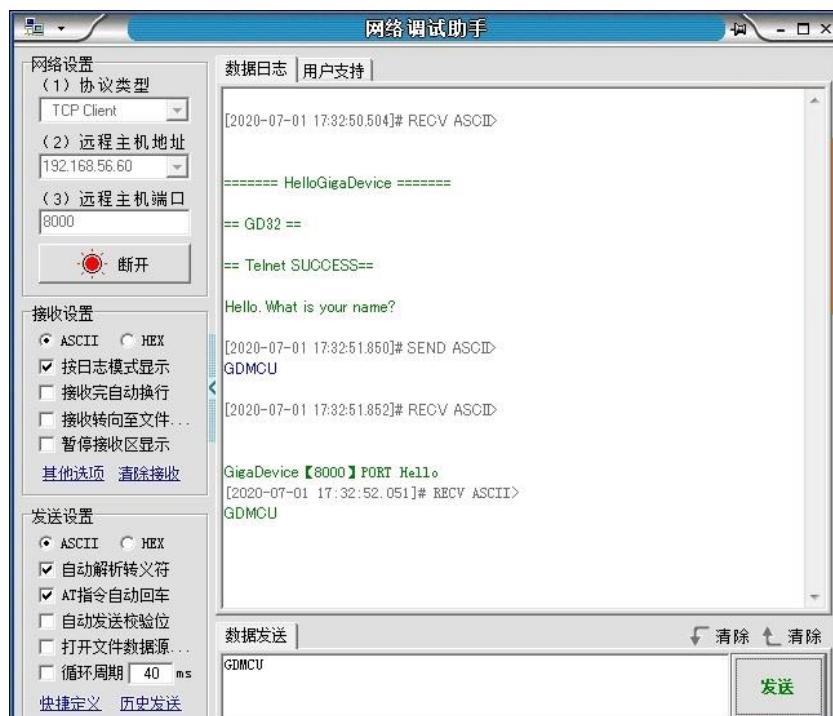 网络调试助手
网络设置
（1）协议类型
TCP Client
（2）远程主机地址
192.168.56.60
（3）远程主机端口
8000
断开
接收设置
ASCII HEX
按日志模式显示
接收完自动换行
接收转向至文件...
暂停接收区显示
其他选项 清除接收
发送设置
ASCII HEX
自动解析转义符
AT指令自动回车
自动发送校验位
打开文件数据源...
循环周期 40 ms
快捷定义 历史发送
数据日志 用户支持
[2020-07-01 17:32:50.504]# RECV ASCII>
======= HelloGigaDevice =======
== GD32 ==
== Telnet SUCCESS==
Hello. What is your name?
[2020-07-01 17:32:51.850]# SEND ASCII>
GDMCU
[2020-07-01 17:32:51.852]# RECV ASCII>
GigaDevice【8000】PORT Hello
[2020-07-01 17:32:52.051]# RECV ASCII>
GDMCU
数据发送 清除 清除
GDMCU
发送